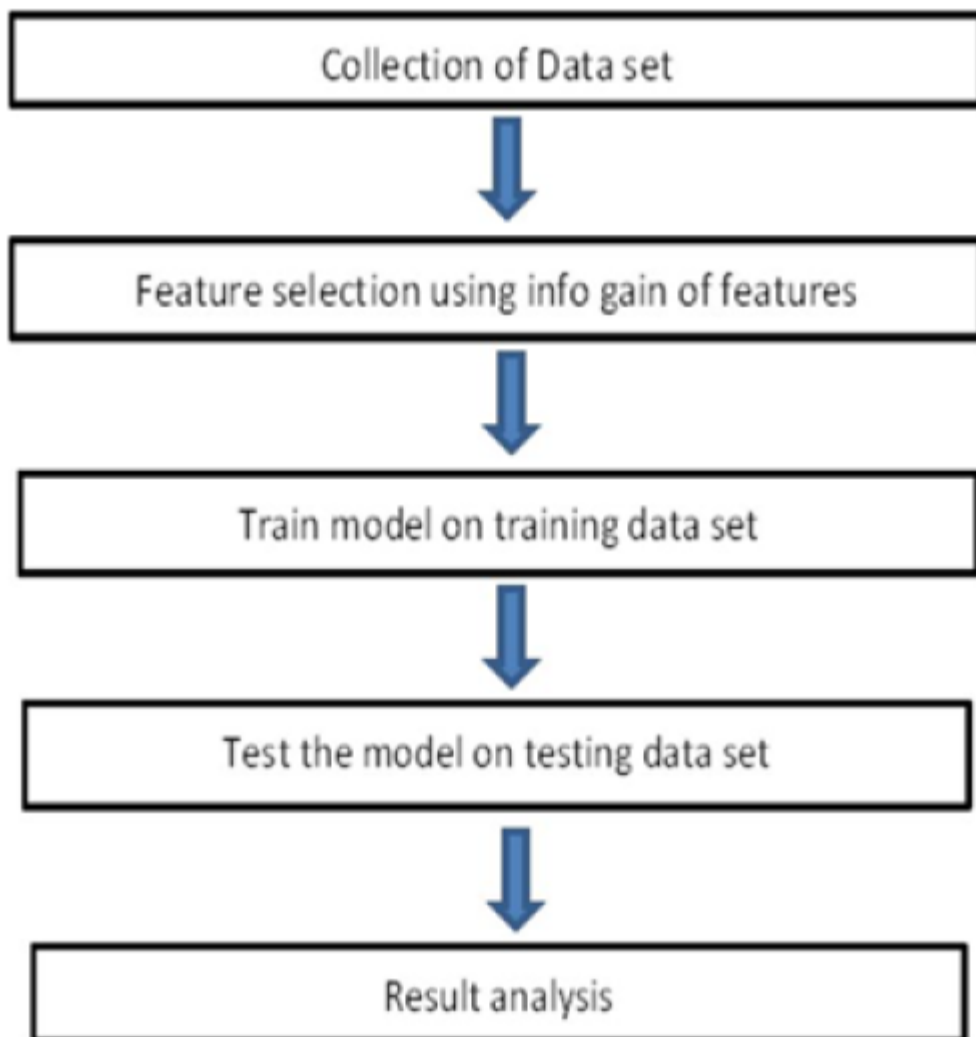 Collection of Data set
Feature selection using info gain of features
Train model on training data set
Test the model on testing data set
Result analysis